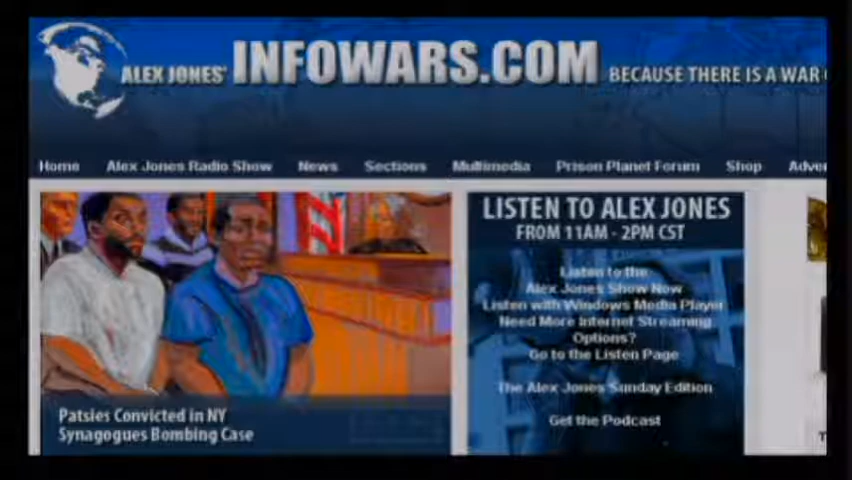 ALEX JONES' INFOWARS.COM BECAUSE THERE IS A WAR
Home Alex Jones Radio Show News Sections Multimedia Prison Planet Forum Shop Adver
LISTEN TO ALEX JONES
FROM 11AM - 2PM CST
Listen to the
Alex Jones Show Now
Listen with Windows Media Player
Need More Internet Streaming
Options?
Go to the Listen Page
The Alex Jones Sunday Edition
Get the Podcast
Patsies Convicted in NY
Synagogues Bombing Case